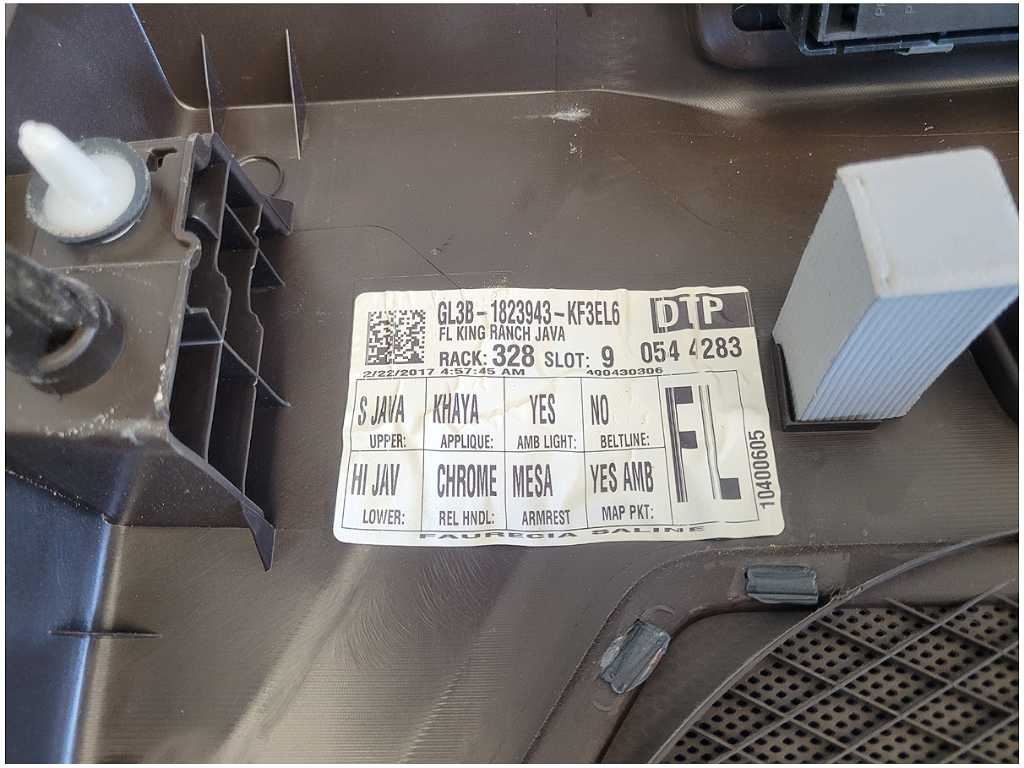 GL3B-1823943-KF3EL6
FL KING RANCH JAVA
DTP
RACK: 328 SLOT: 9 054 4283
2/22/2017 4:57:45 AM 490430306
S JAVA KHAYA YES NO
UPPER: APPLIQUE: AMB LIGHT: BELTLINE:
FL
HI JAV CHROME MESA YES AMB
LOWER: REL HNDL: ARMREST MAP PKT:
10400605
FAURECIA SALINE